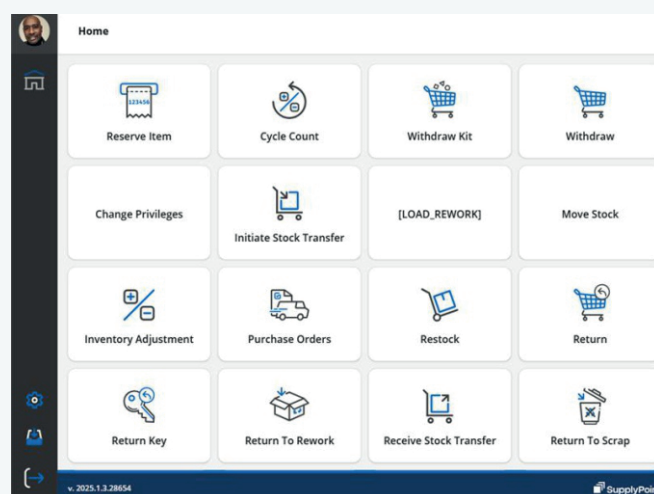 Home
123456
Reserve Item
Cycle Count
Withdraw Kit
Withdraw
Change Privileges
Initiate Stock Transfer
[LOAD_REWORK]
Move Stock
Inventory Adjustment
Purchase Orders
Restock
Return
Return Key
Return To Rework
Receive Stock Transfer
Return To Scrap
v. 2025.1.3.28654
SupplyPoin